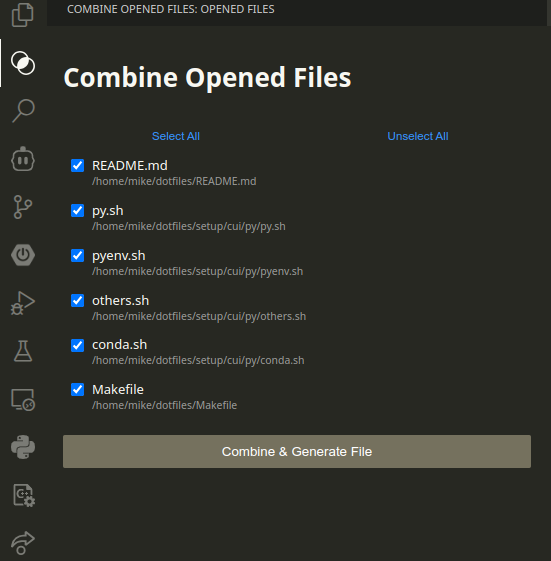 COMBINE OPENED FILES: OPENED FILES
Combine Opened Files
Select All
Unselect All
README.md
/home/mike/dotfiles/README.md
py.sh
/home/mike/dotfiles/setup/cui/py/py.sh
pyenv.sh
/home/mike/dotfiles/setup/cui/py/pyenv.sh
others.sh
/home/mike/dotfiles/setup/cui/py/others.sh
conda.sh
/home/mike/dotfiles/setup/cui/py/conda.sh
Makefile
/home/mike/dotfiles/Makefile
Combine & Generate File